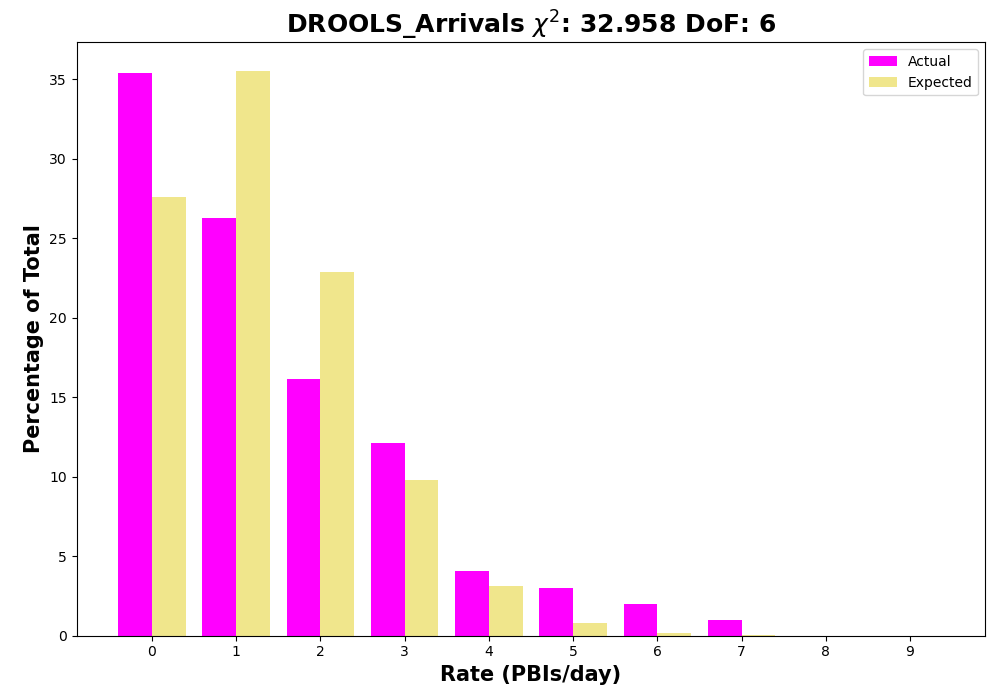 DROOLS_Arrivals χ²: 32.958 DoF: 6
Actual
Expected
Percentage of Total
35
30
25
20
15
10
5
0
0 1 2 3 4 5 6 7 8 9
Rate (PBIs/day)